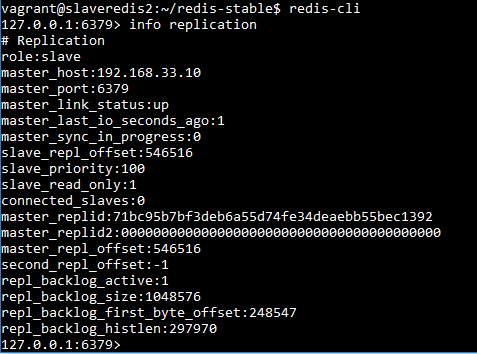 vagrant@slaveredis2:~/redis-stable$ redis-cli
127.0.0.1:6379> info replication
# Replication
role:slave
master_host:192.168.33.10
master_port:6379
master_link_status:up
master_last_io_seconds_ago:1
master_sync_in_progress:0
slave_repl_offset:546516
slave_priority:100
slave_read_only:1
connected_slaves:0
master_replid:71bc95b7bf3deb6a55d74fe34deaebb55bec1392
master_replid2:0000000000000000000000000000000000000000
master_repl_offset:546516
second_repl_offset:-1
repl_backlog_active:1
repl_backlog_size:1048576
repl_backlog_first_byte_offset:248547
repl_backlog_histlen:297970
127.0.0.1:6379>